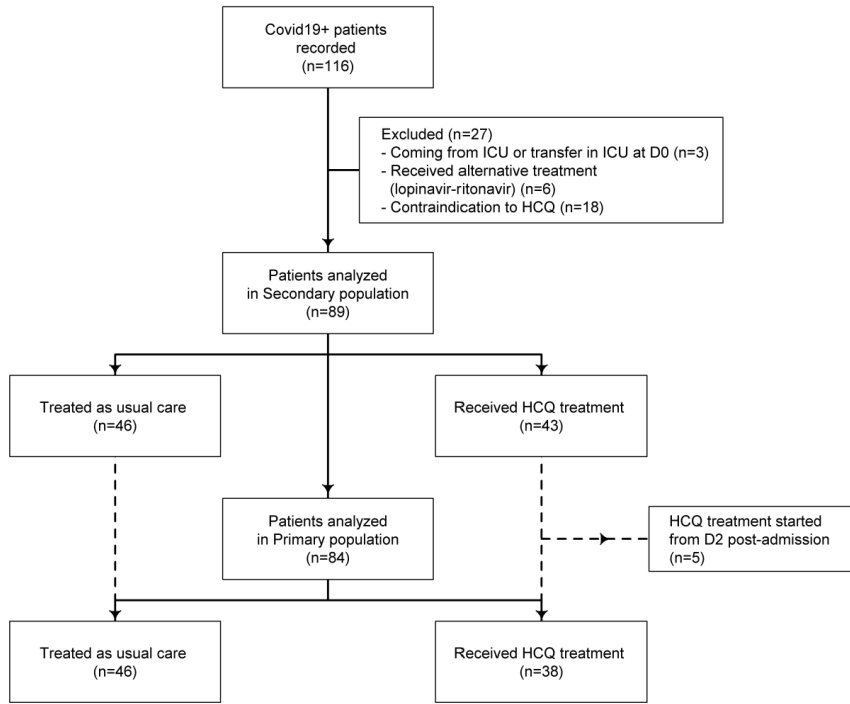 Covid19+ patients
recorded
(n=116)
Excluded (n=27)
- Coming from ICU or transfer in ICU at D0 (n=3)
- Received alternative treatment
(lopinavir-ritonavir) (n=6)
- Contraindication to HCQ (n=18)
Patients analyzed
in Secondary population
(n=89)
Treated as usual care
(n=46)
Received HCQ treatment
(n=43)
Patients analyzed
in Primary population
(n=84)
HCQ treatment started
from D2 post-admission
(n=5)
Treated as usual care
(n=46)
Received HCQ treatment
(n=38)